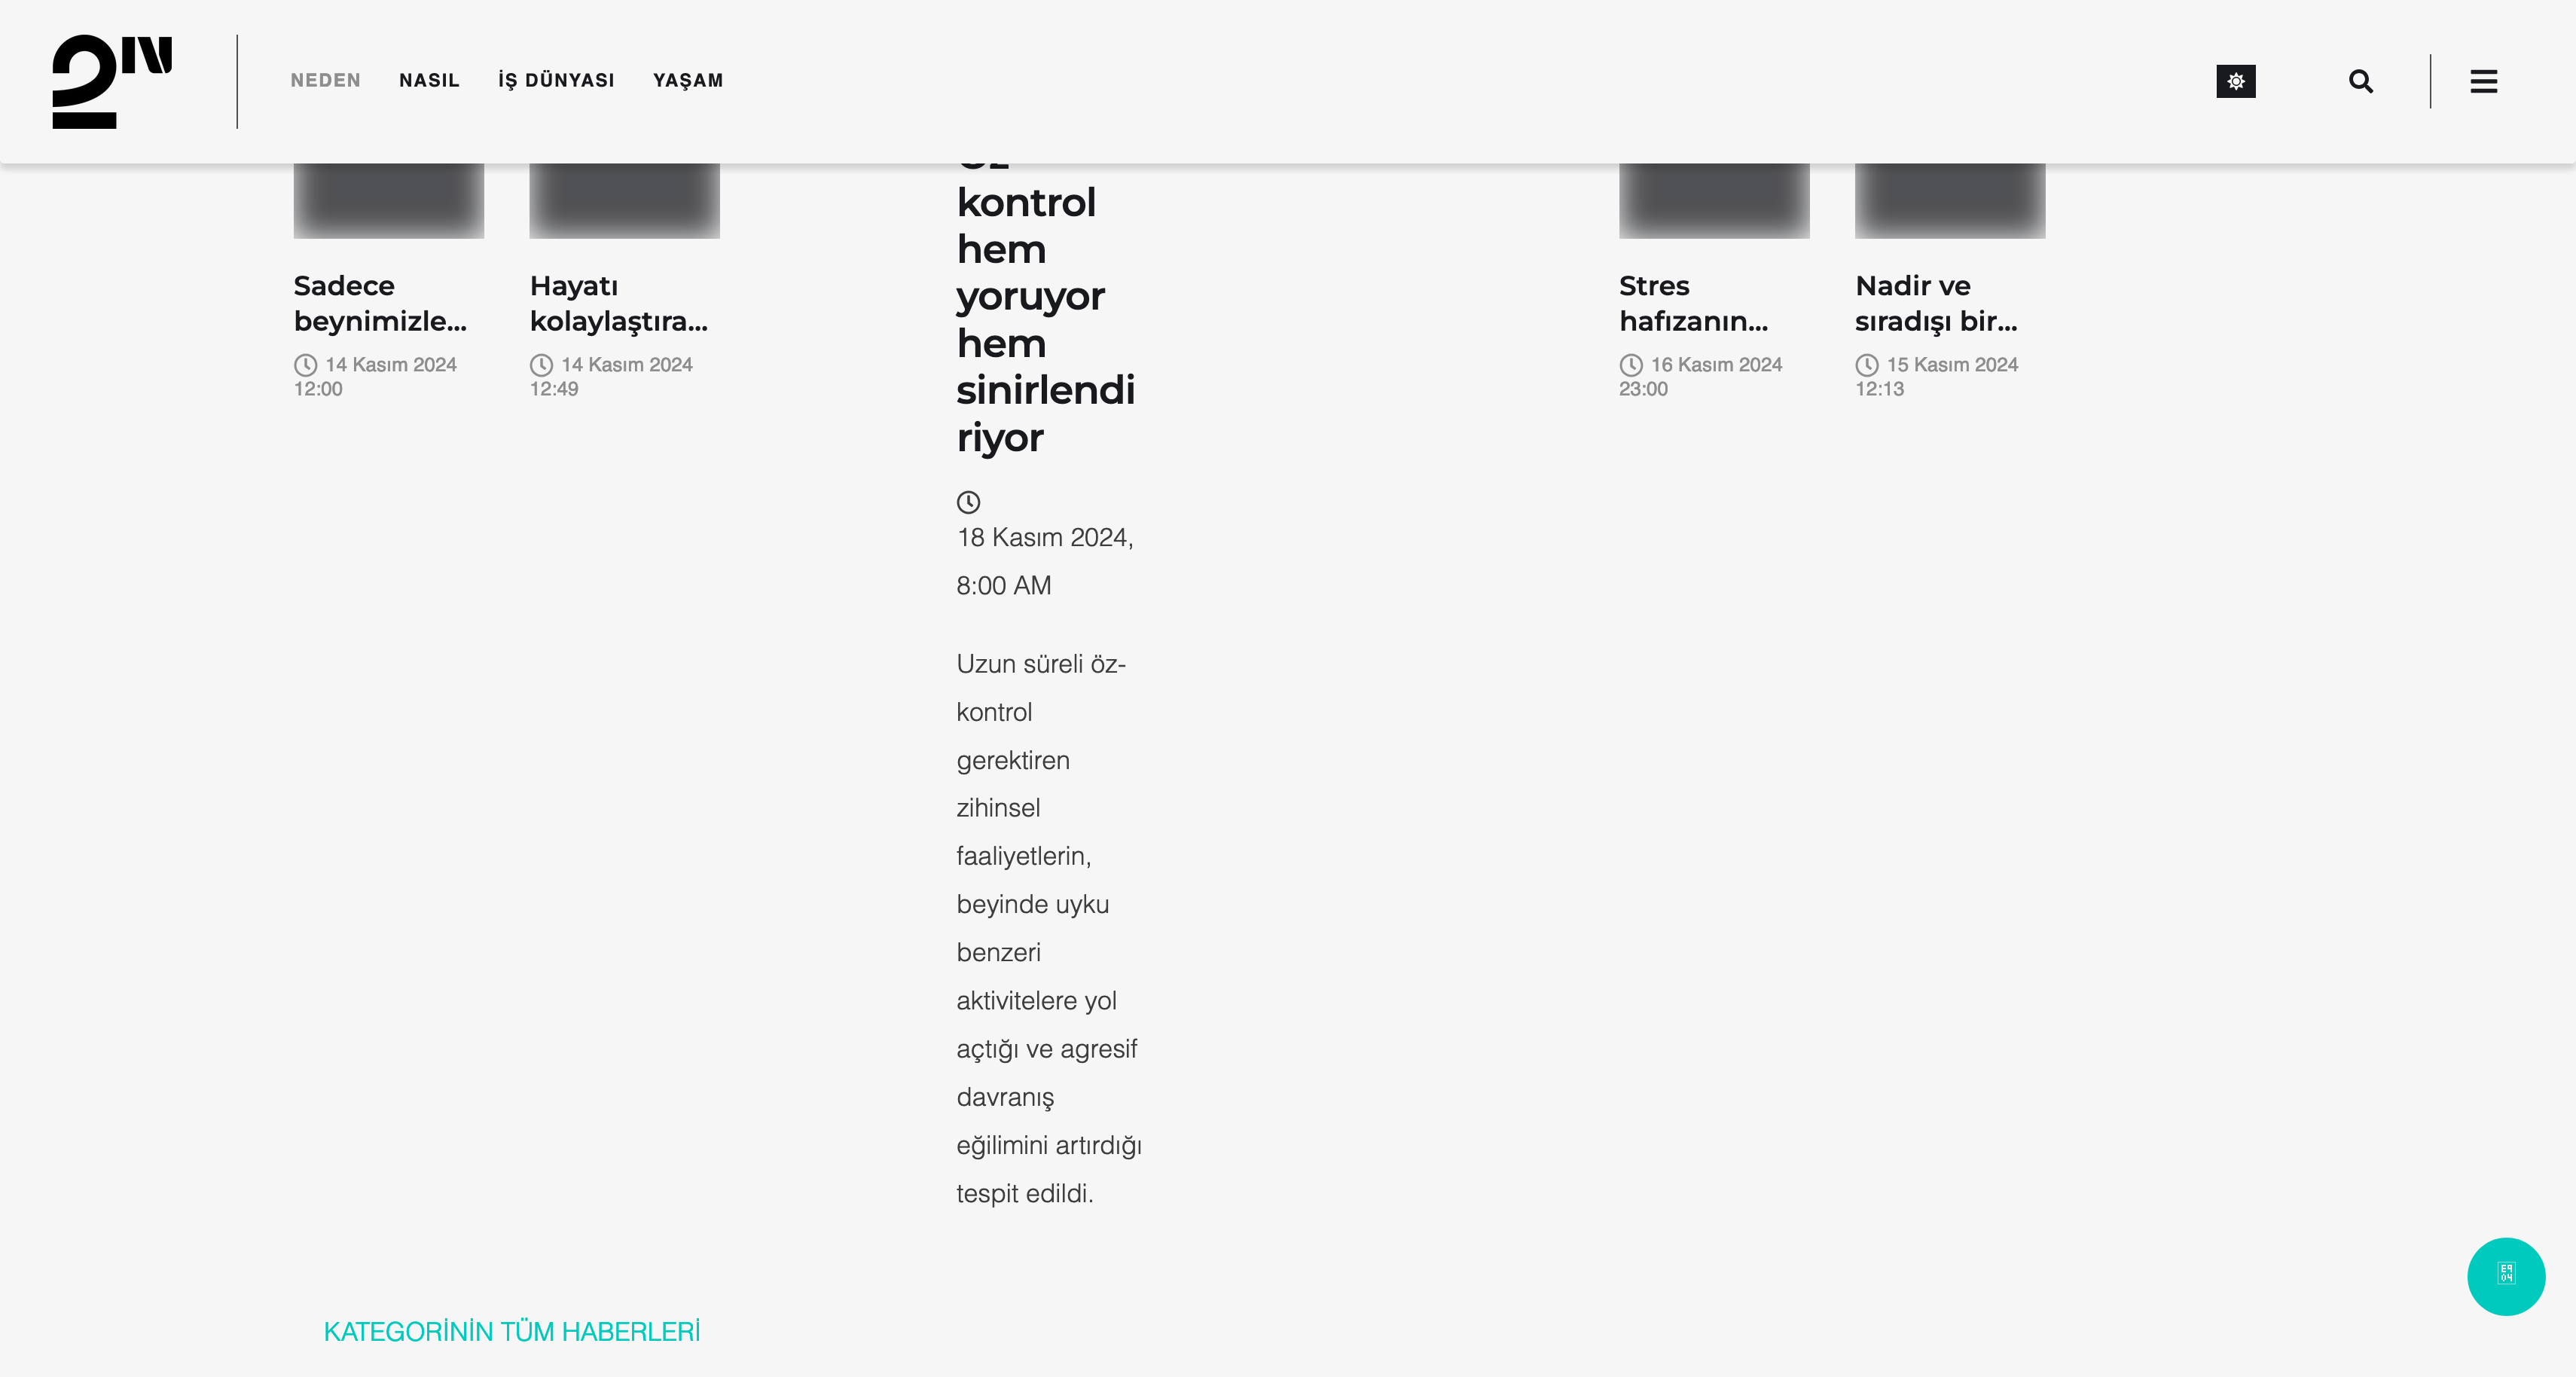 2N
NEDEN NASIL İŞ DÜNYASI YAŞAM
Sadece
beynimizle...
14 Kasım 2024
12:00
Hayatı
kolaylaştıra...
14 Kasım 2024
12:49
kontrol
hem
yoruyor
hem
sinirlendi
riyor
18 Kasım 2024,
8:00 AM
Uzun süreli öz-
kontrol
gerektiren
zihinsel
faaliyetlerin,
beyinde uyku
benzeri
aktivitelere yol
açtığı ve agresif
davranış
eğilimini artırdığı
tespit edildi.
Stres
hafızanın...
16 Kasım 2024
23:00
Nadir ve
sıradışı bir...
15 Kasım 2024
12:13
KATEGORİNİN TÜM HABERLERİ